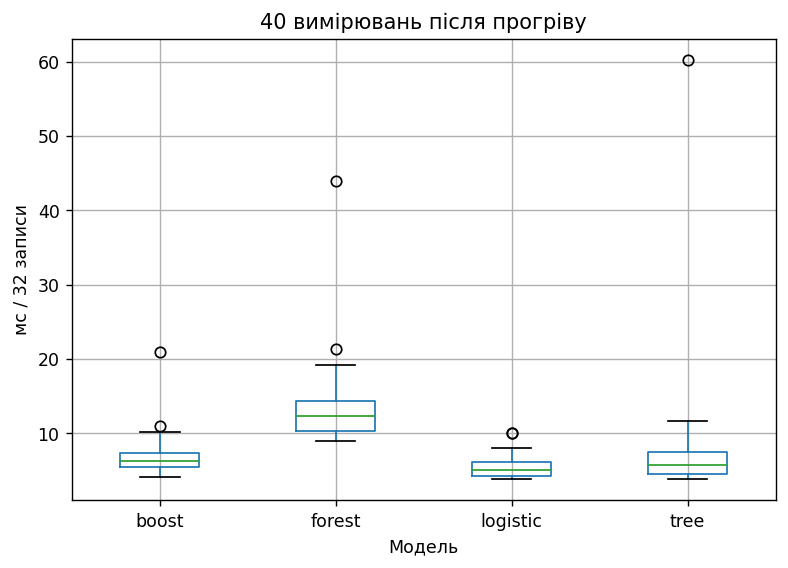 40 вимірювань після прогріву
мс / 32 записи
60
50
40
30
20
10
boost
forest
logistic
tree
Модель